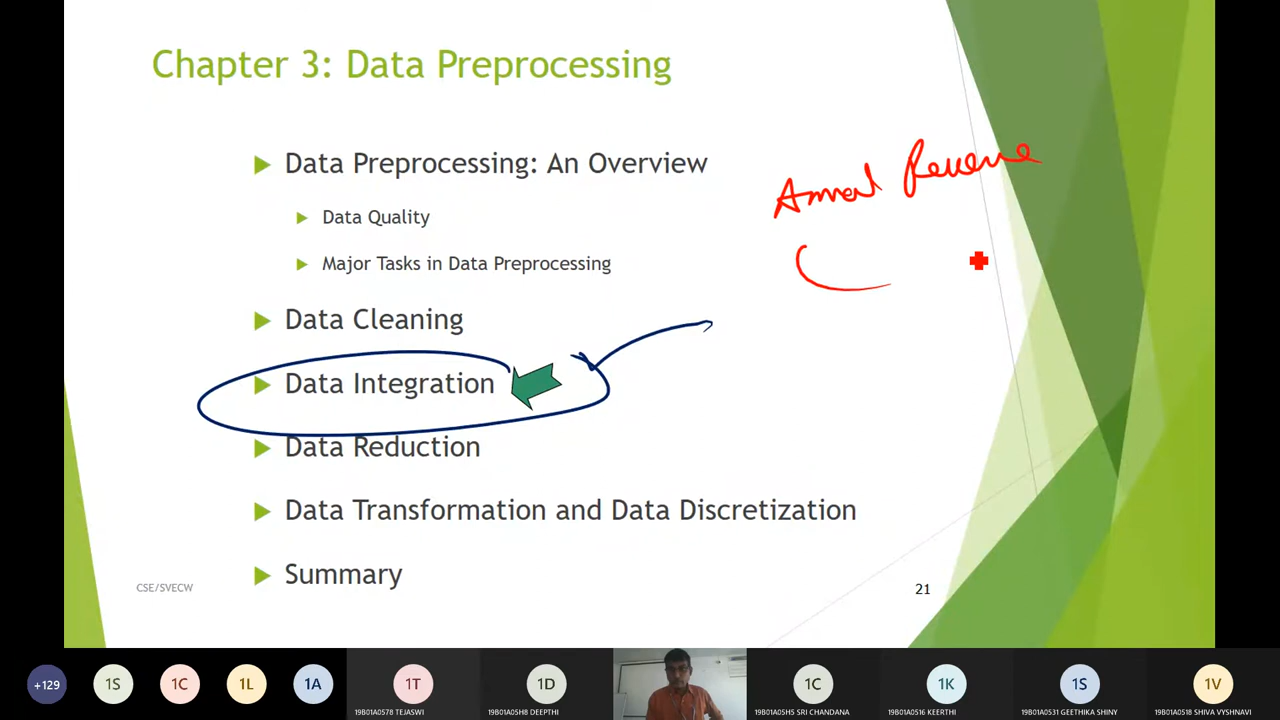 Chapter 3: Data Preprocessing
Data Preprocessing: An Overview
Annual Revenue
Data Quality
Major Tasks in Data Preprocessing
Data Cleaning
Data Integration
Data Reduction
Data Transformation and Data Discretization
Summary
CSE/SVECW
21
+129
1S
1C
1L
1A
1T
1D
1C
1K
1S
1V
19B01A0578 TEJASWI
19B01A05H8 DEEPTHI
19B01A05H5 SRI CHANDANA
19B01A0516 KEERTHI
19B01A0531 GEETHIKA SHINY
19B01A0518 SHIVA VYSHNAVI